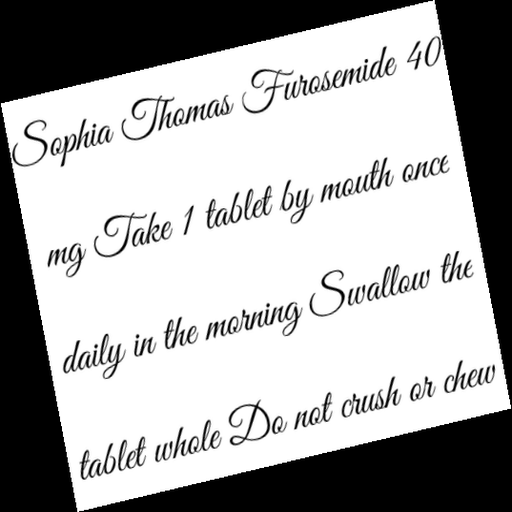 Sophia Thomas Furosemide 40
mg Take 1 tablet by mouth once
daily in the morning Swallow the
tablet whole Do not crush or chew